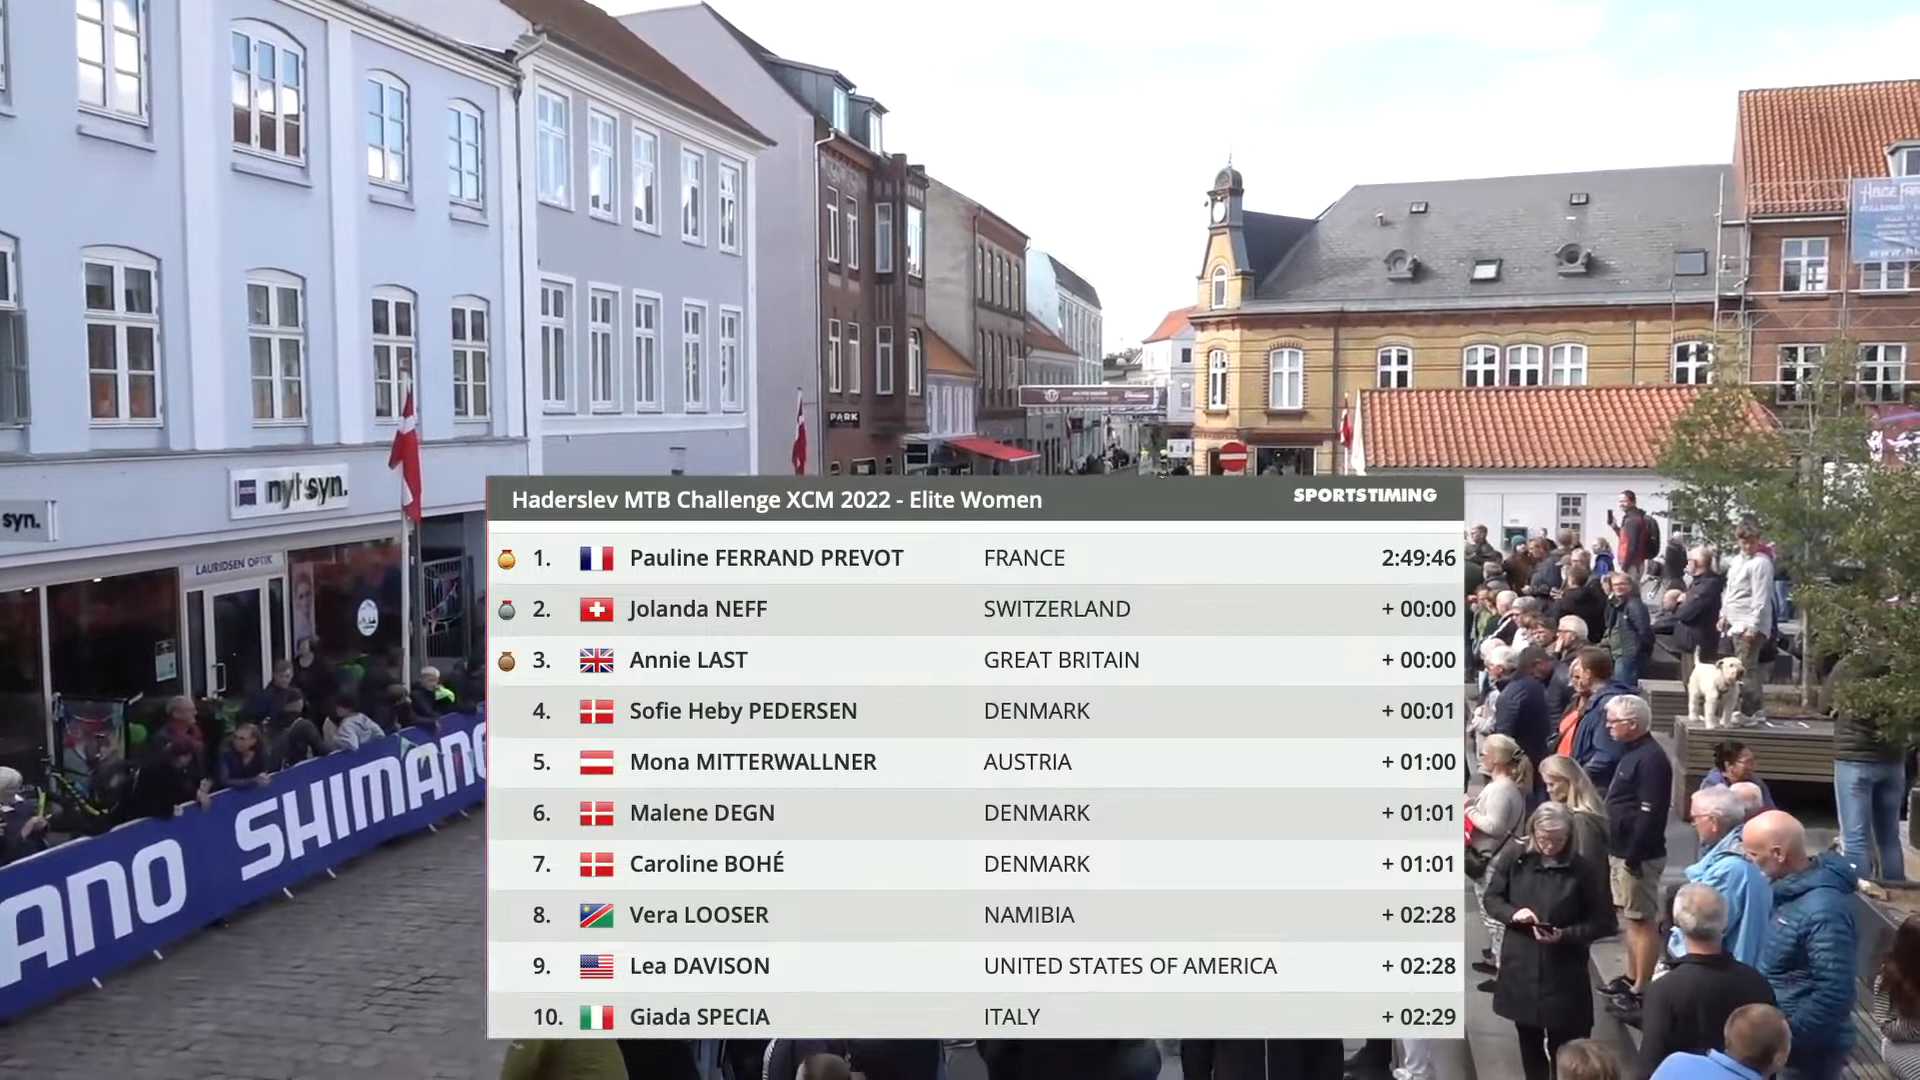 nyt syn.
syn.
LAURIDSEN OPTIK
PARK
SHIMANO
ANO
Haderslev MTB Challenge XCM 2022 - Elite Women SPORTSTIMING
1. Pauline FERRAND PREVOT FRANCE 2:49:46
2. Jolanda NEFF SWITZERLAND + 00:00
3. Annie LAST GREAT BRITAIN + 00:00
4. Sofie Heby PEDERSEN DENMARK + 00:01
5. Mona MITTERWALLNER AUSTRIA + 01:00
6. Malene DEGN DENMARK + 01:01
7. Caroline BOHÉ DENMARK + 01:01
8. Vera LOOSER NAMIBIA + 02:28
9. Lea DAVISON UNITED STATES OF AMERICA + 02:28
10. Giada SPECIA ITALY + 02:29